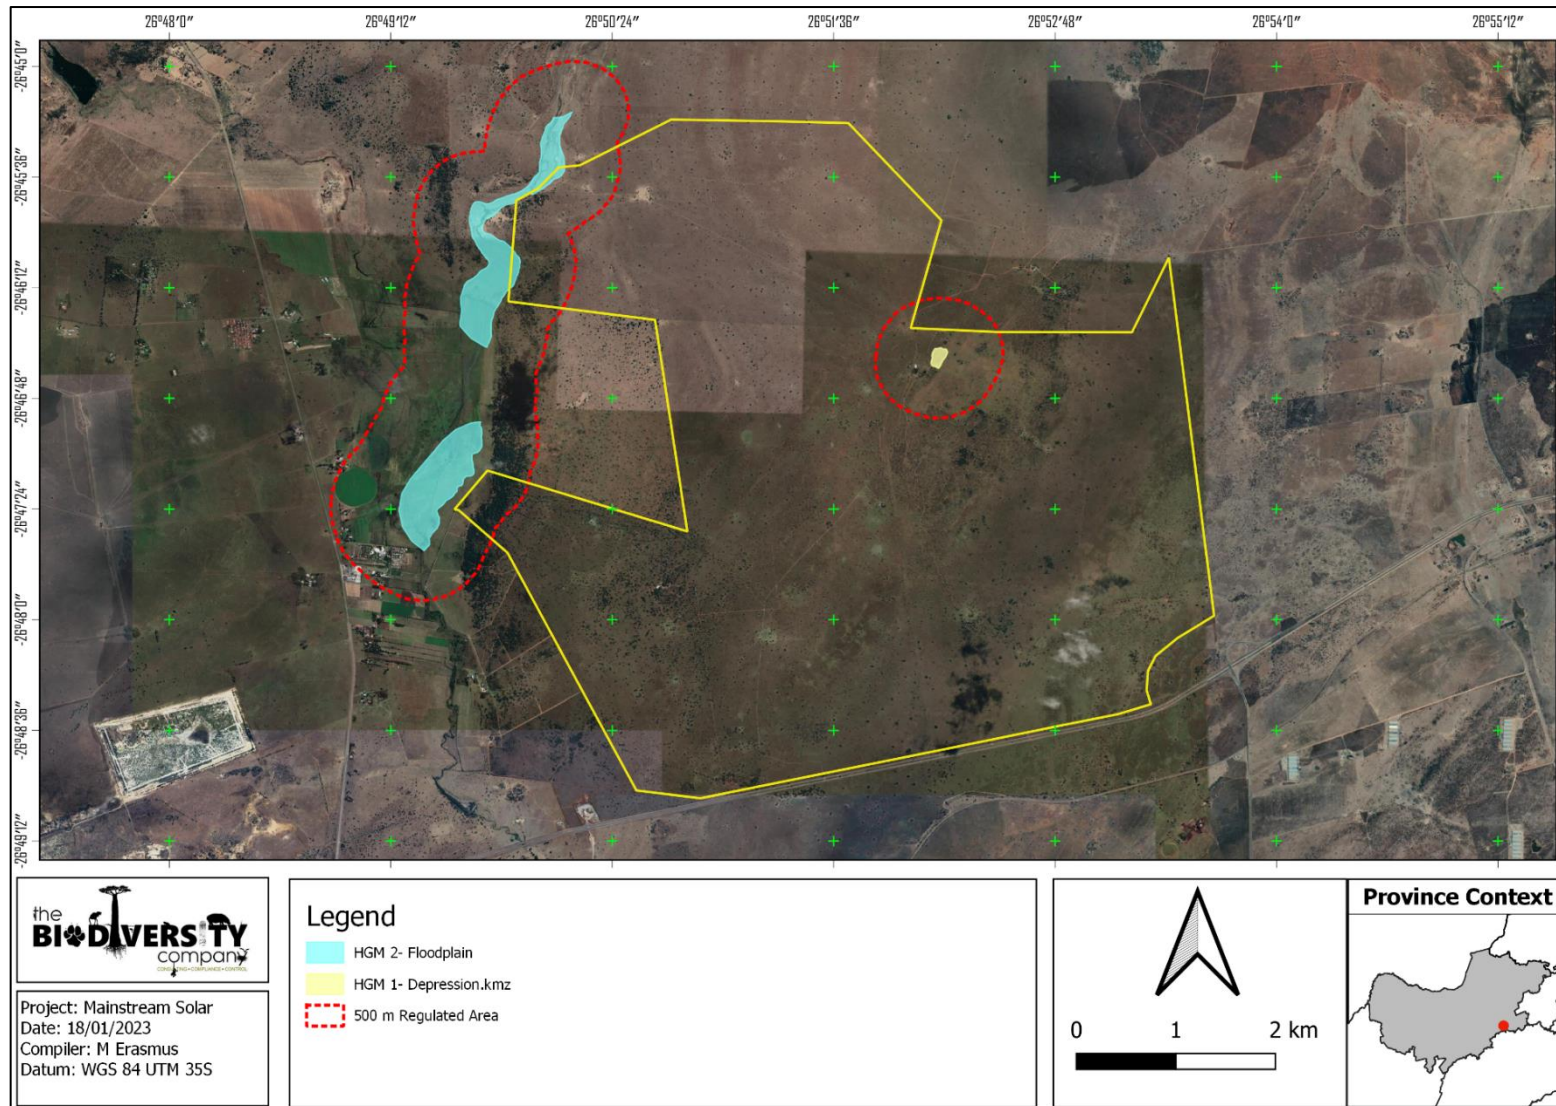 26°48′0″ 26°49′12″ 26°50′24″ 26°51′36″ 26°52′48″ 26°54′0″ 26°55′12″
-26°45′0″
-26°45′36″
-26°46′12″
-26°46′48″
-26°47′24″
-26°48′0″
-26°48′36″
-26°49′12″
the
BIODIVERSITY
company
CONSULTING•COMPLIANCE•CONTROL
Project: Mainstream Solar
Date: 18/01/2023
Compiler: M Erasmus
Datum: WGS 84 UTM 35S
Legend
HGM 2- Floodplain
HGM 1- Depression.kmz
500 m Regulated Area
0 1 2 km
Province Context